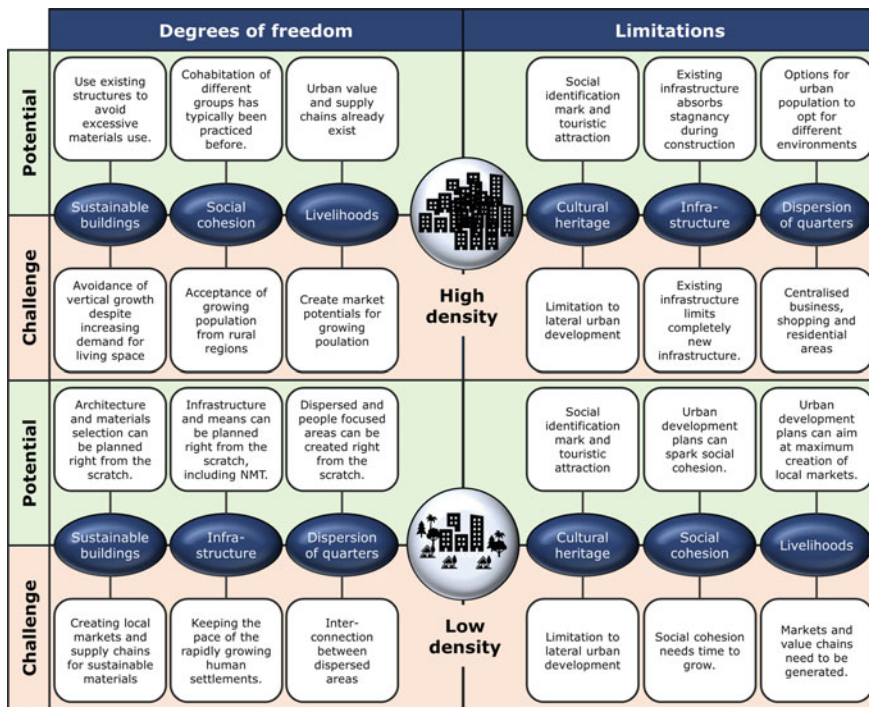 Degrees of freedom
Limitations
Potential
Use existing
structures to
avoid
excessive
materials use.
Cohabitation of
different
groups has
typically been
practiced
before.
Urban value
and supply
chains already
exist
Social
identification
mark and
touristic
attraction
Existing
infrastructure
absorbs
stagnancy
during
construction
Options for
urban
population to
opt for
different
environments
Sustainable
buildings
Social
cohesion
Livelihoods
Cultural
heritage
Infra-
structure
Dispersion
of quarters
High
density
Challenge
Avoidance of
vertical growth
despite
increasing
demand for
living space
Acceptance of
growing
population
from rural
regions
Create market
potentials for
growing
poulation
Limitation to
lateral urban
development
Existing
infrastructure
limits
completely
new
infrastructure.
Centralised
business,
shopping and
residential
areas
Potential
Architecture
and materials
selection can
be planned
right from the
scratch.
Infrastructure
and means can
be planned
right from the
scratch,
including NMT.
Dispersed and
people focused
areas can be
created right
from the
scratch.
Social
identification
mark and
touristic
attraction
Urban
development
plans can
spark social
cohesion.
Urban
development
plans can aim
at maximum
creation of
local markets.
Sustainable
buildings
Infra-
structure
Dispersion
of quarters
Cultural
heritage
Social
cohesion
Livelihoods
Low
density
Challenge
Creating local
markets and
supply chains
for sustainable
materials
Keeping the
pace of the
rapidly growing
human
settlements.
Inter-
connection
between
dispersed
areas
Limitation to
lateral urban
development
Social cohesion
needs time to
grow.
Markets and
value chains
need to be
generated.